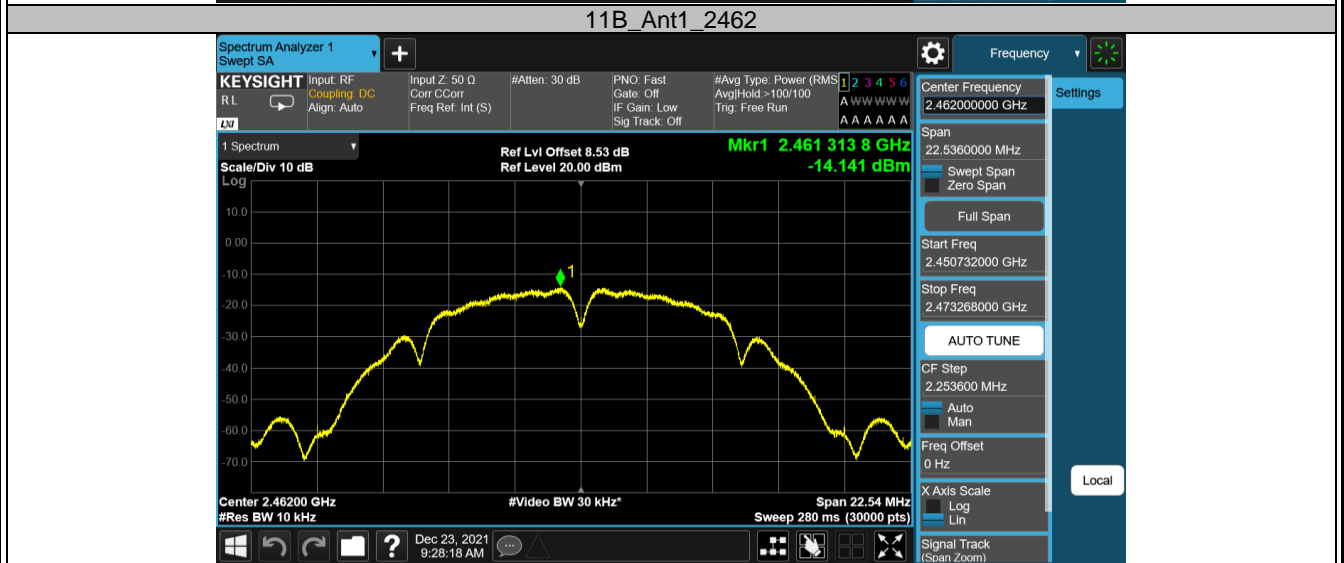 11B_Ant1_2462
Spectrum Analyzer 1
Swept SA
+
Frequency
KEYSIGHT
R L
LXI
Input: RF
Coupling: DC
Align: Auto
Input Z: 50 Ω
Corr CCorr
Freq Ref: Int (S)
#Atten: 30 dB
PNO: Fast
Gate: Off
IF Gain: Low
Sig Track: Off
#Avg Type: Power (RMS
Avg|Hold:>100/100
Trig: Free Run
1 2 3 4 5 6
A W W W W W
A A A A A A
1 Spectrum
Scale/Div 10 dB
Log
Ref Lvl Offset 8.53 dB
Ref Level 20.00 dBm
Mkr1 2.461 313 8 GHz
-14.141 dBm
10.0
0.00
-10.0
-20.0
-30.0
-40.0
-50.0
-60.0
-70.0
1
Center 2.46200 GHz
#Res BW 10 kHz
#Video BW 30 kHz*
Span 22.54 MHz
Sweep 280 ms (30000 pts)
Center Frequency
2.462000000 GHz
Span
22.5360000 MHz
Swept Span
Zero Span
Full Span
Start Freq
2.450732000 GHz
Stop Freq
2.473268000 GHz
AUTO TUNE
CF Step
2.253600 MHz
Auto
Man
Freq Offset
0 Hz
X Axis Scale
Log
Lin
Signal Track
(Span Zoom)
Settings
Local
?
Dec 23, 2021
9:28:18 AM